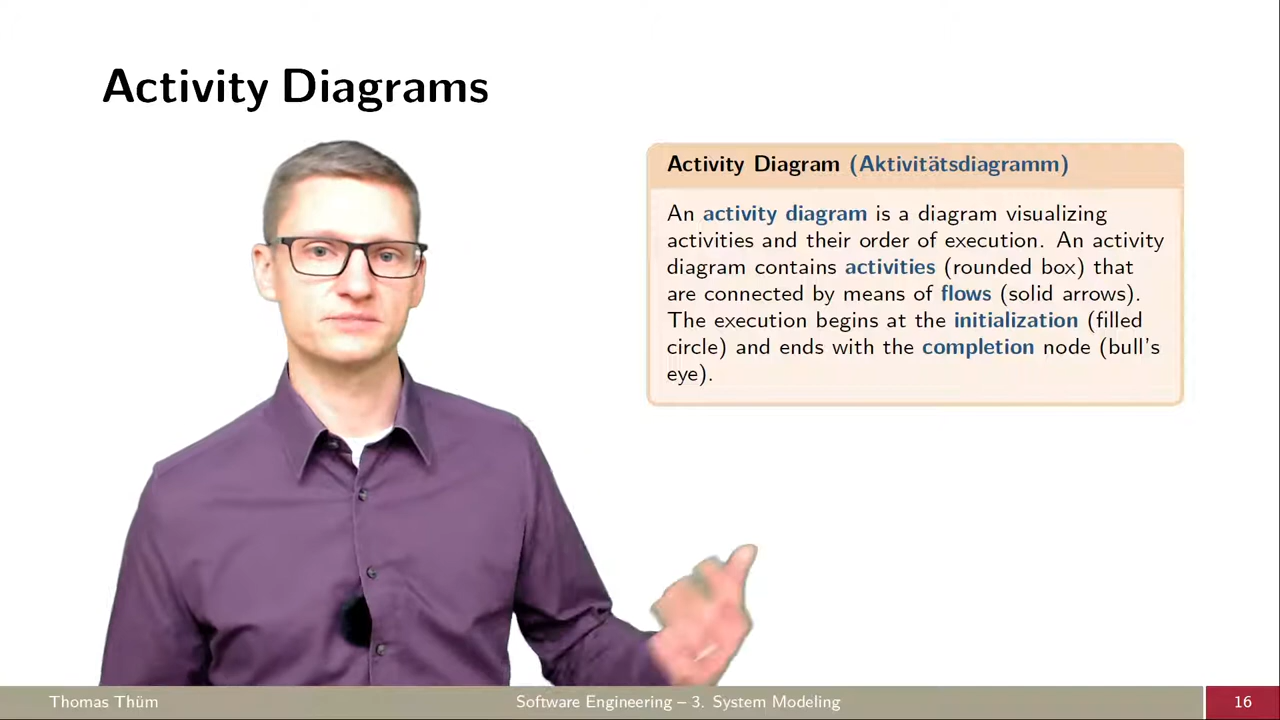 Activity Diagrams
Activity Diagram (Aktivitätsdiagramm)
An activity diagram is a diagram visualizing
activities and their order of execution. An activity
diagram contains activities (rounded box) that
are connected by means of flows (solid arrows).
The execution begins at the initialization (filled
circle) and ends with the completion node (bull's
eye).
Thomas Thüm
Software Engineering – 3. System Modeling
16